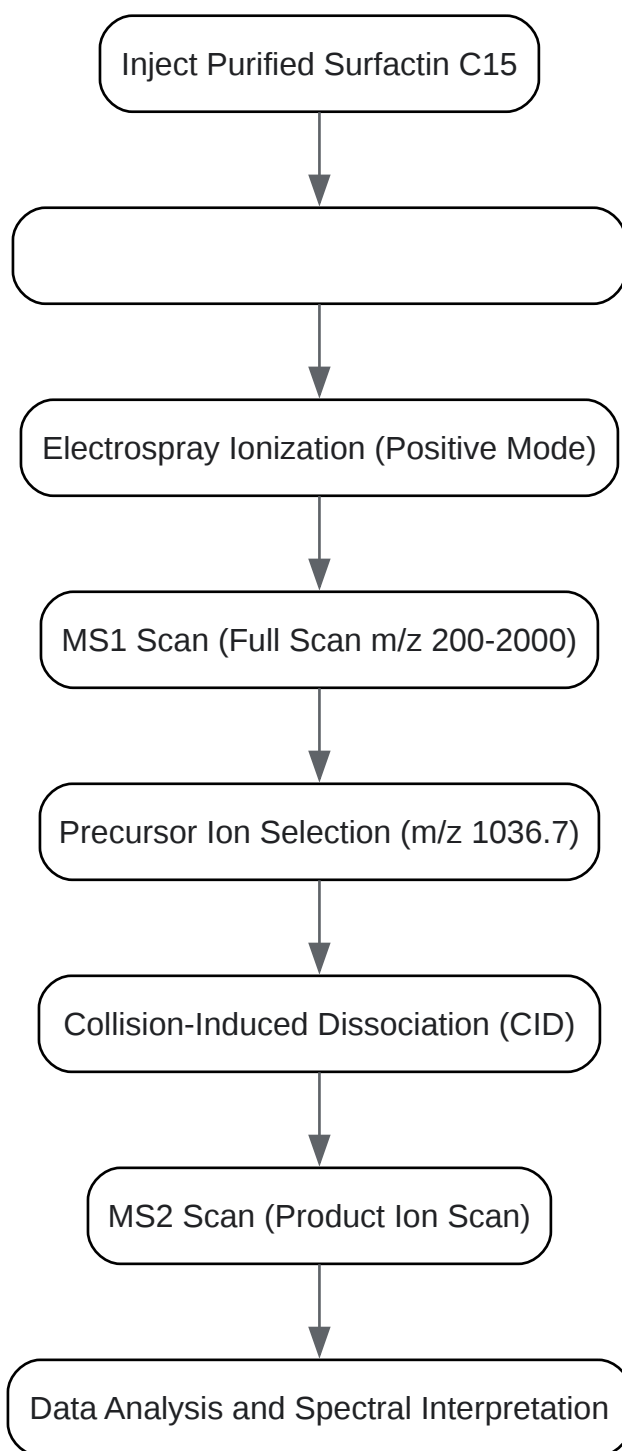 Inject Purified Surfactin C15
Electrospray Ionization (Positive Mode)
MS1 Scan (Full Scan m/z 200-2000)
Precursor Ion Selection (m/z 1036.7)
Collision-Induced Dissociation (CID)
MS2 Scan (Product Ion Scan)
Data Analysis and Spectral Interpretation